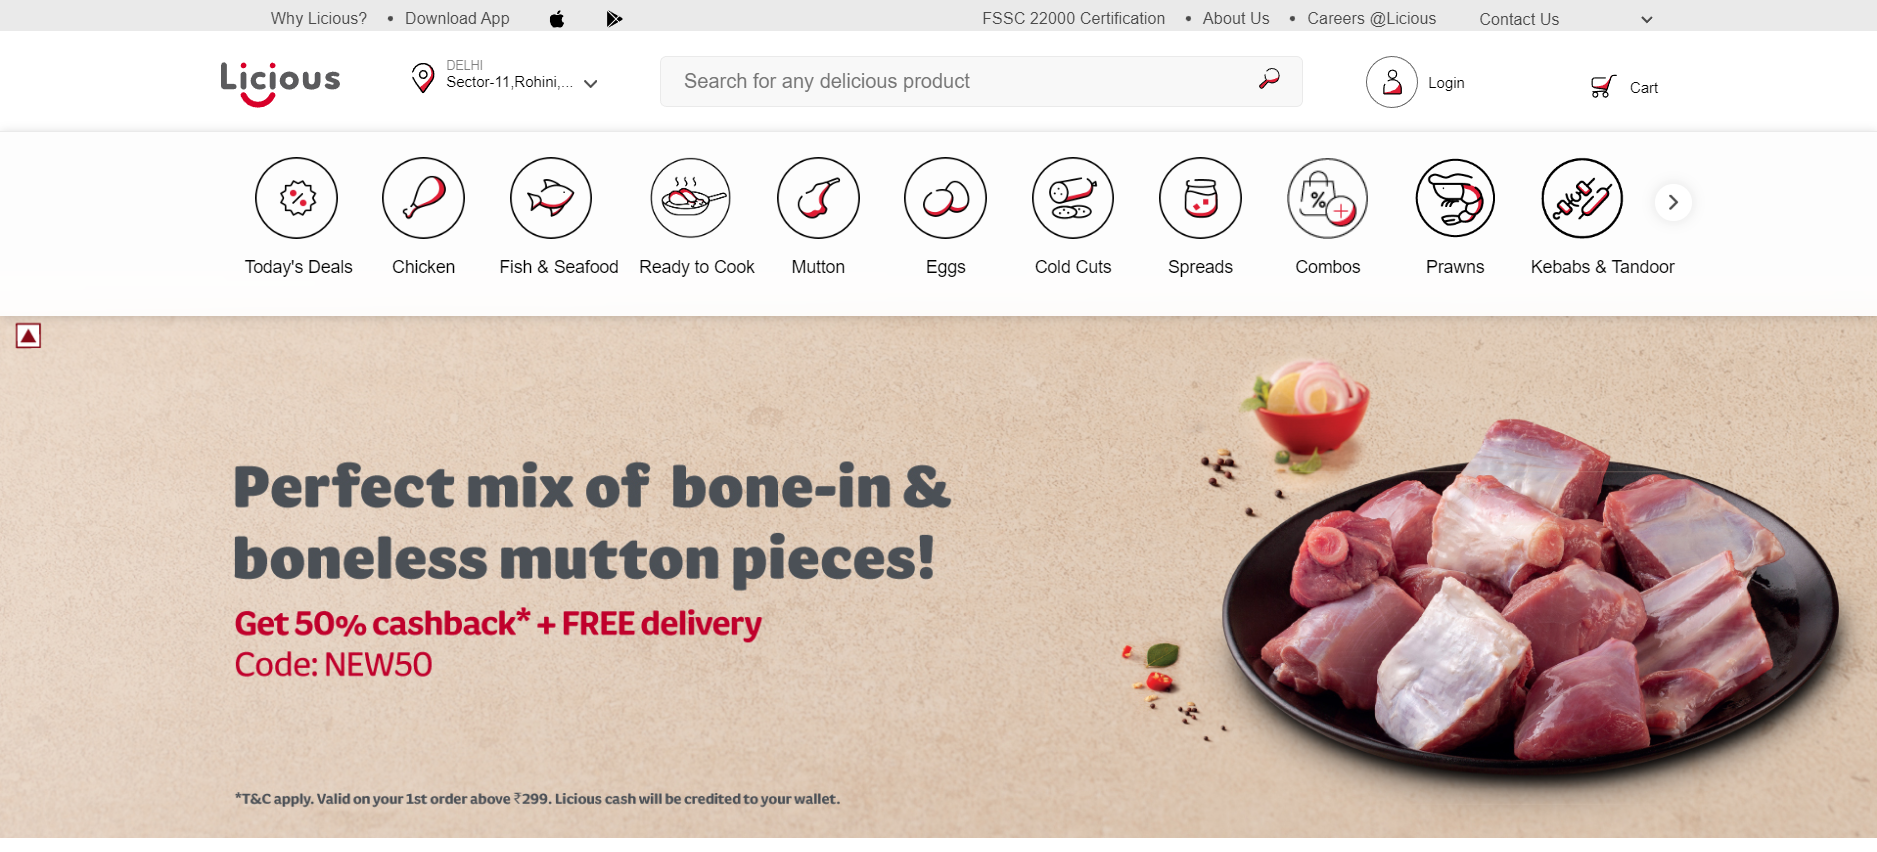 Why Licious? • Download App FSSC 22000 Certification • About Us • Careers @Licious Contact Us
Licious
DELHI
Sector-11,Rohini,...
Search for any delicious product
Login
Cart
Today's Deals Chicken Fish & Seafood Ready to Cook Mutton Eggs Cold Cuts Spreads Combos Prawns Kebabs & Tandoor
Perfect mix of bone-in &
boneless mutton pieces!
Get 50% cashback* + FREE delivery
Code: NEW50
*T&C apply. Valid on your 1st order above ₹299. Licious cash will be credited to your wallet.